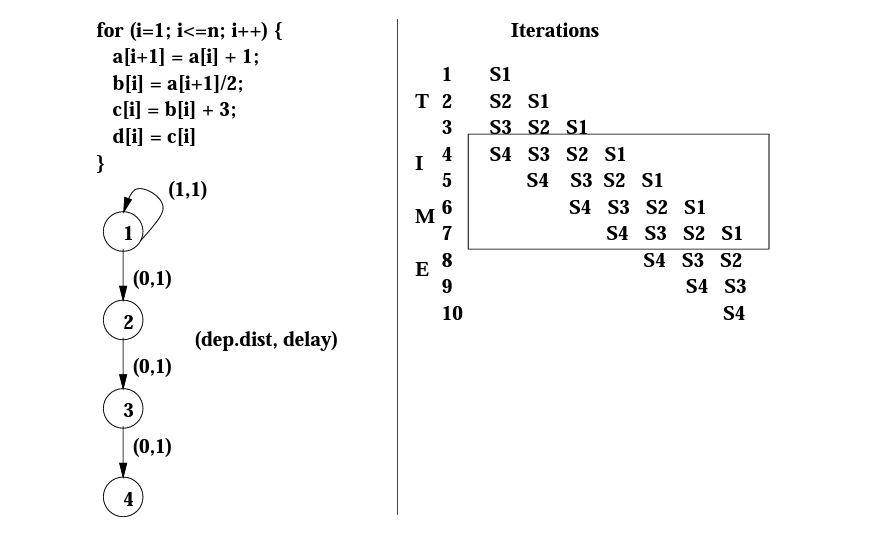 for (i=1; i<=n; i++) {
a[i+1] = a[i] + 1;
b[i] = a[i+1]/2;
c[i] = b[i] + 3;
d[i] = c[i]
}
(1,1)
1
(0,1)
2
(dep.dist, delay)
(0,1)
3
(0,1)
4
Iterations
1 S1
T 2 S2 S1
3 S3 S2 S1
I 4 S4 S3 S2 S1
5 S4 S3 S2 S1
M 6 S4 S3 S2 S1
7 S4 S3 S2 S1
E 8 S4 S3 S2
9 S4 S3
10 S4